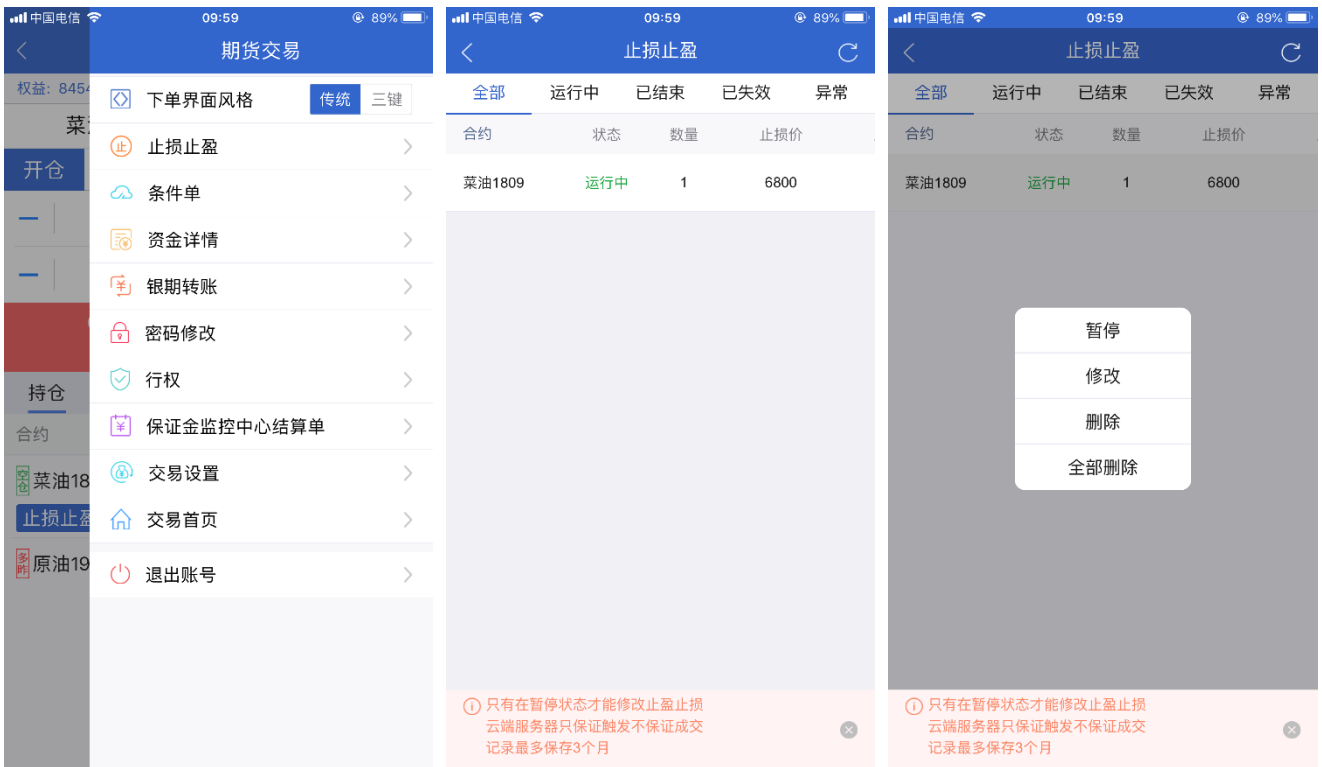 中国电信 09:59 89%
期货交易
权益: 8454
下单界面风格 传统 三键
菜
止损止盈
开仓
条件单
资金详情
银期转账
密码修改
行权
持仓
保证金监控中心结算单
合约
交易设置
空仓 菜油18
止损止盈
交易首页
多昨 原油19
退出账号
中国电信 09:59 89%
止损止盈
全部 运行中 已结束 已失效 异常
合约 状态 数量 止损价
菜油1809 运行中 1 6800
只有在暂停状态才能修改止盈止损
云端服务器只保证触发不保证成交
记录最多保存3个月
中国电信 09:59 89%
止损止盈
全部 运行中 已结束 已失效 异常
合约 状态 数量 止损价
菜油1809 运行中 1 6800
暂停
修改
删除
全部删除
只有在暂停状态才能修改止盈止损
云端服务器只保证触发不保证成交
记录最多保存3个月